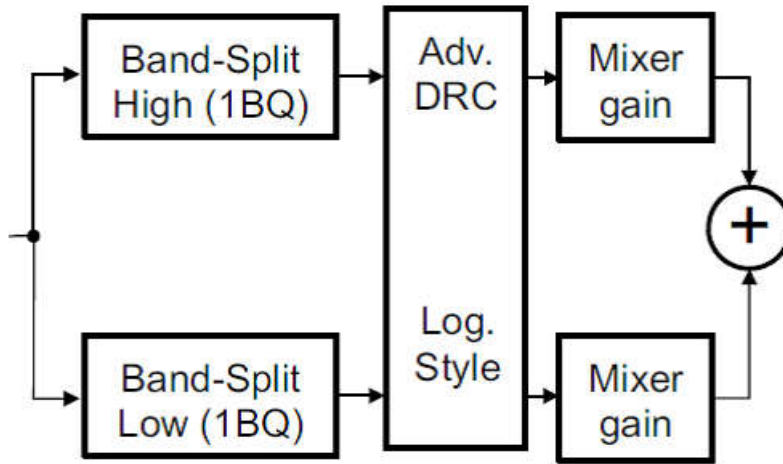 Band-Split
High (1BQ)
Adv.
DRC
Mixer
gain
+
Band-Split
Low (1BQ)
Log.
Style
Mixer
gain